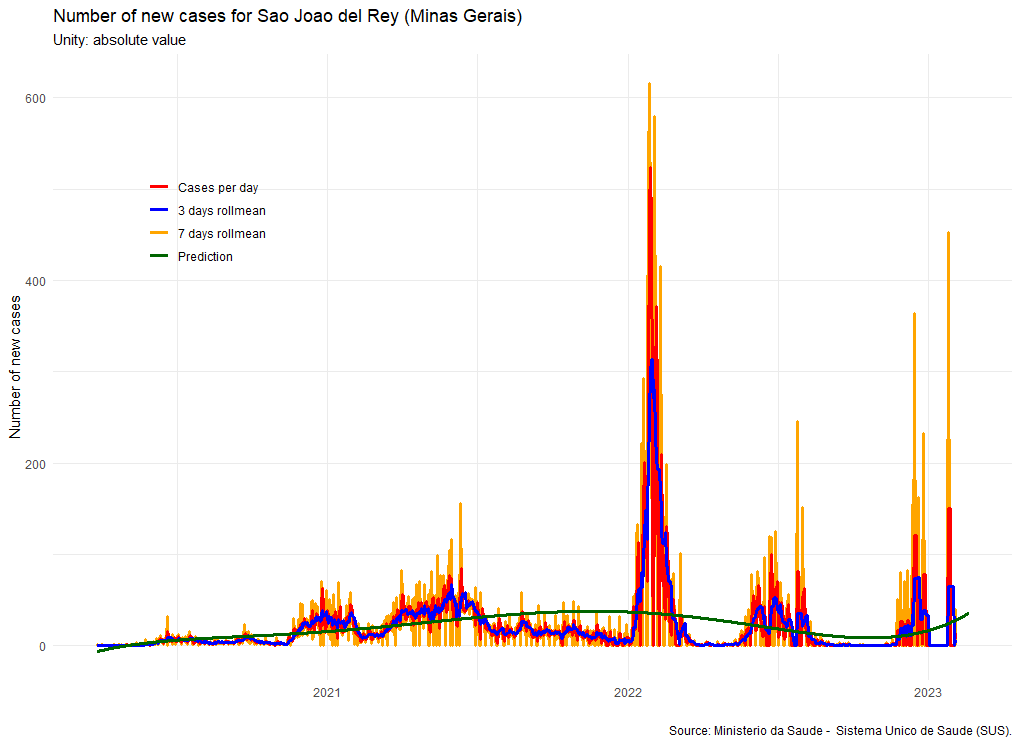 Number of new cases for Sao Joao del Rey (Minas Gerais)
Unity: absolute value
Number of new cases
600
400
200
0
Cases per day
3 days rollmean
7 days rollmean
Prediction
2021
2022
2023
Source: Ministerio da Saude - Sistema Unico de Saude (SUS).